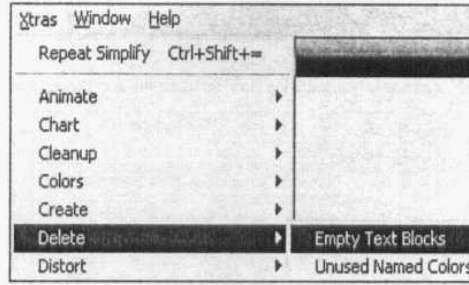 Xtras Window Help
Repeat Simplify Ctrl+Shift+=
Animate
Chart
Cleanup
Colors
Create
Delete
Empty Text Blocks
Distort
Unused Named Colors